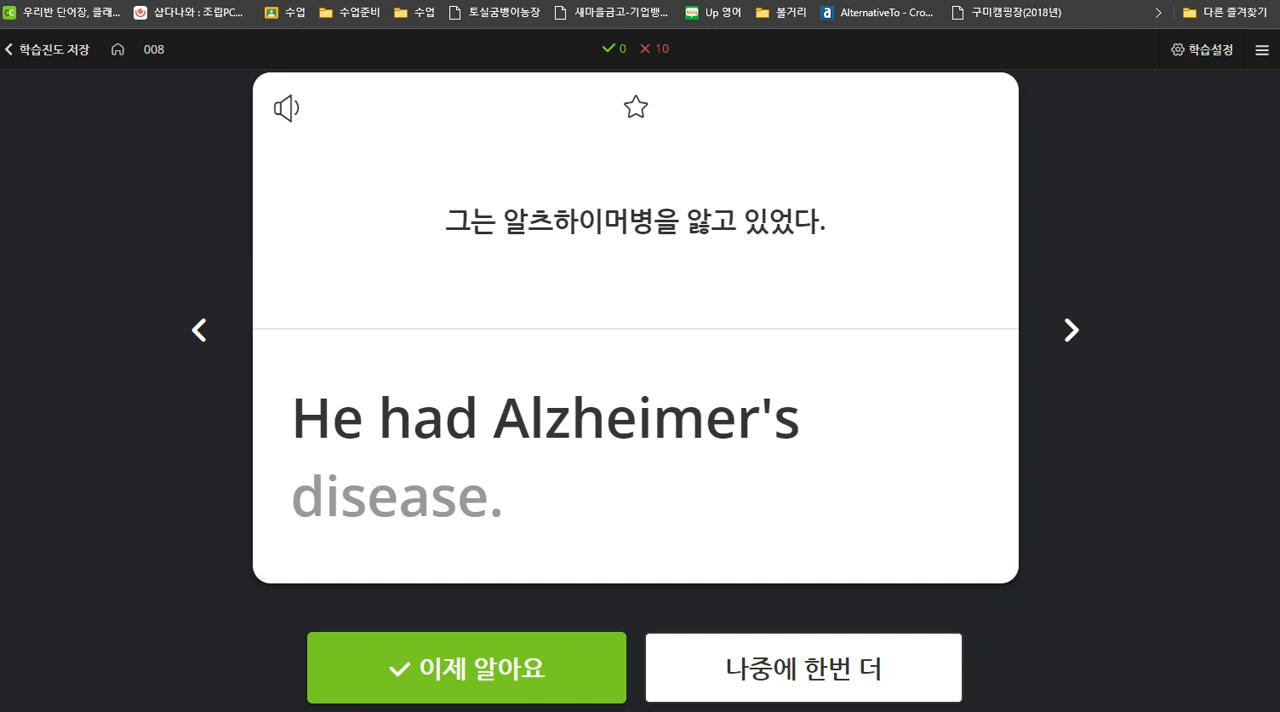 우리반 단어장, 클래... 샵다나와 : 조립PC... 수업 수업준비 수업 토실굼뱅이농장 새마을금고-기업뱅... Up 영어 볼거리 AlternativeTo - Cro... 구미캠핑장(2018년) 다른 즐겨찾기
학습진도 저장 008 0 10 학습설정
그는 알츠하이머병을 앓고 있었다.
He had Alzheimer's
disease.
이제 알아요 나중에 한번 더